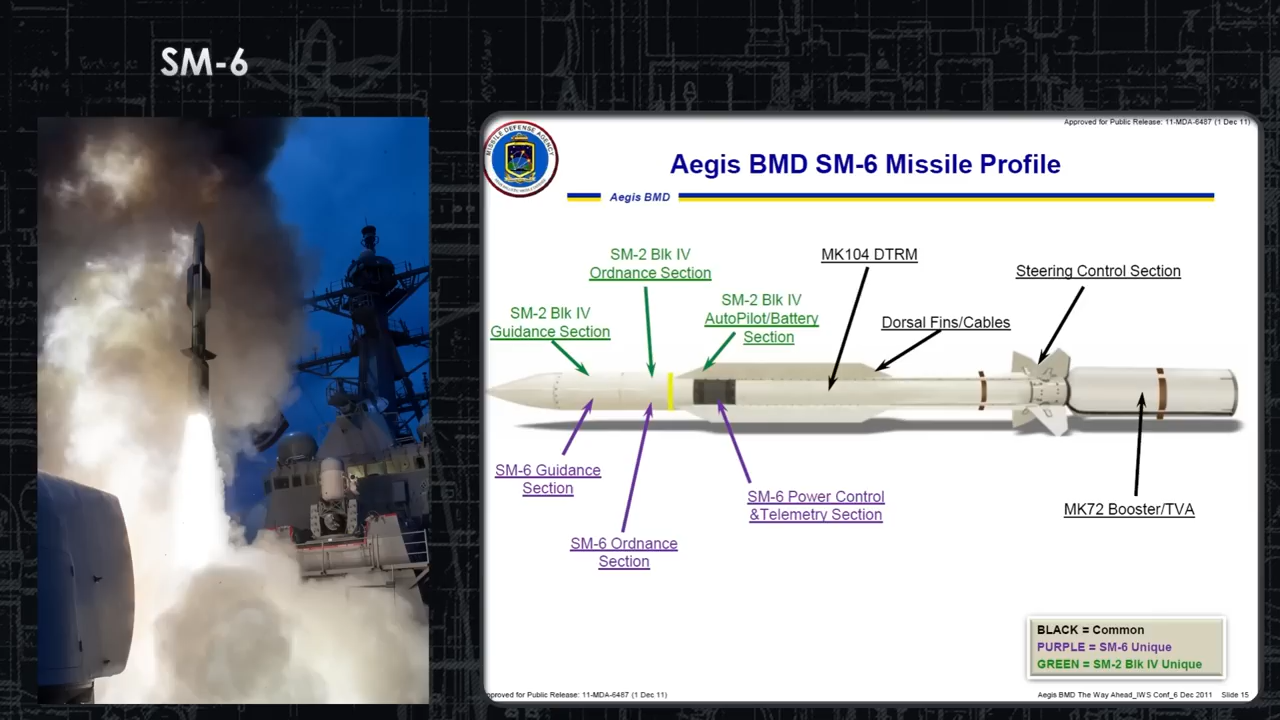 SM-6
Approved for Public Release: 11-MDA-6487 (1 Dec 11)
MISSILE DEFENSE AGENCY
Aegis BMD SM-6 Missile Profile
Aegis BMD
SM-2 Blk IV
Ordnance Section
MK104 DTRM
Steering Control Section
SM-2 Blk IV
Guidance Section
SM-2 Blk IV
AutoPilot/Battery
Section
Dorsal Fins/Cables
SM-6 Guidance
Section
SM-6 Power Control
&Telemetry Section
MK72 Booster/TVA
SM-6 Ordnance
Section
BLACK = Common
PURPLE = SM-6 Unique
GREEN = SM-2 Blk IV Unique
pproved for Public Release: 11-MDA-6487 (1 Dec 11)
Aegis BMD The Way Ahead_IWS Conf_6 Dec 2011 Slide 15